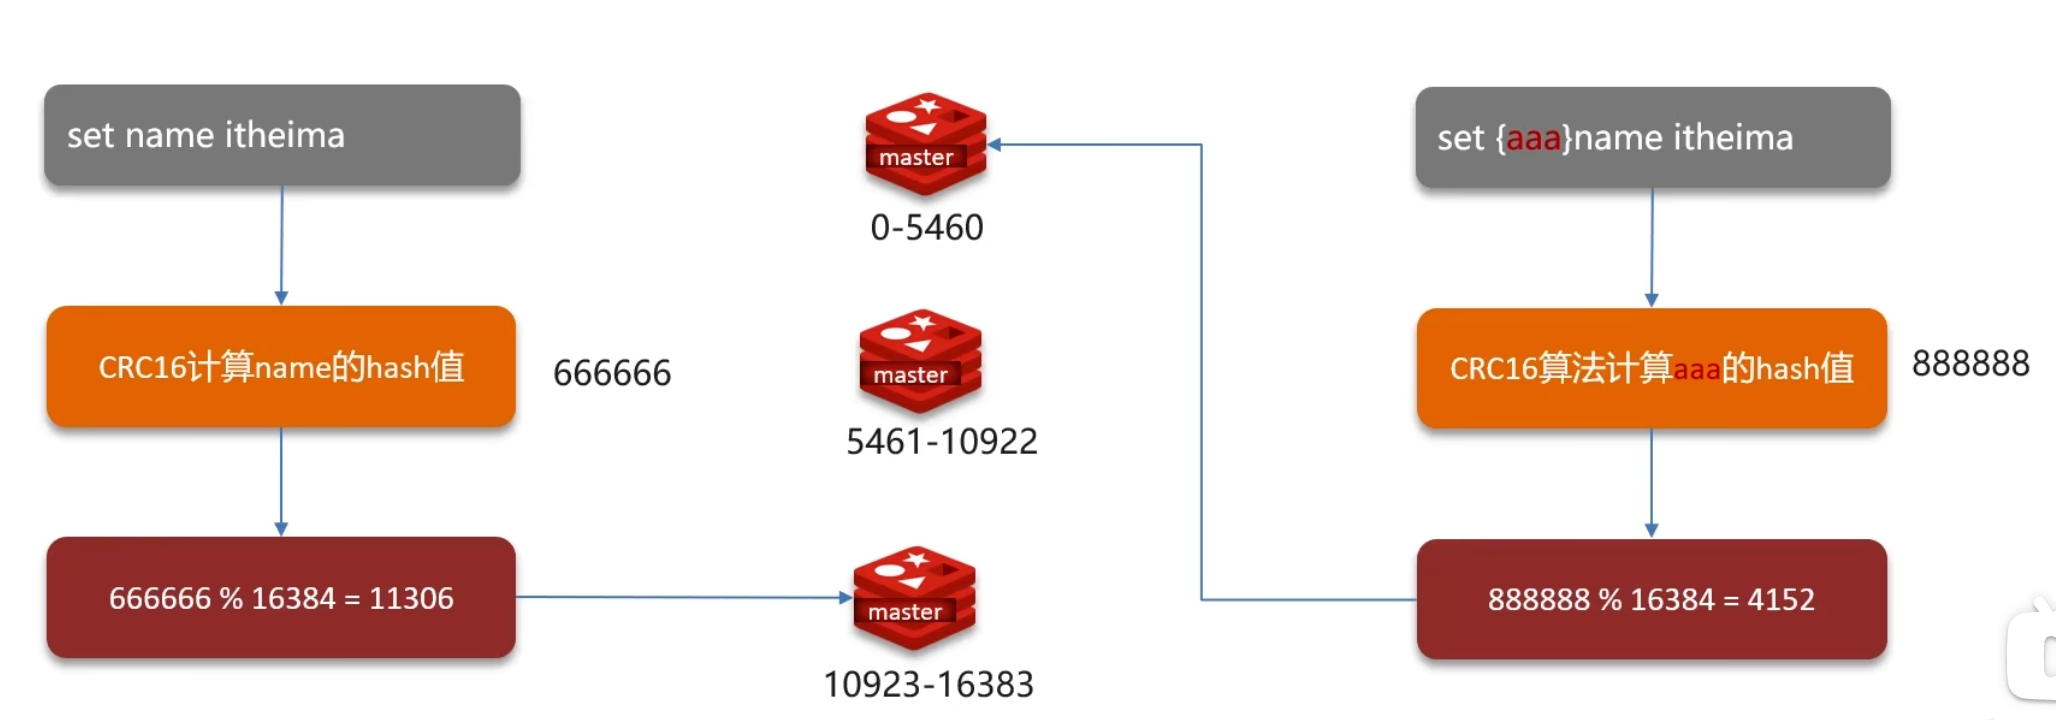 set name itheima
CRC16计算name的hash值
666666
666666 % 16384 = 11306
master
0-5460
master
5461-10922
master
10923-16383
set {aaa}name itheima
CRC16算法计算aaa的hash值
888888
888888 % 16384 = 4152